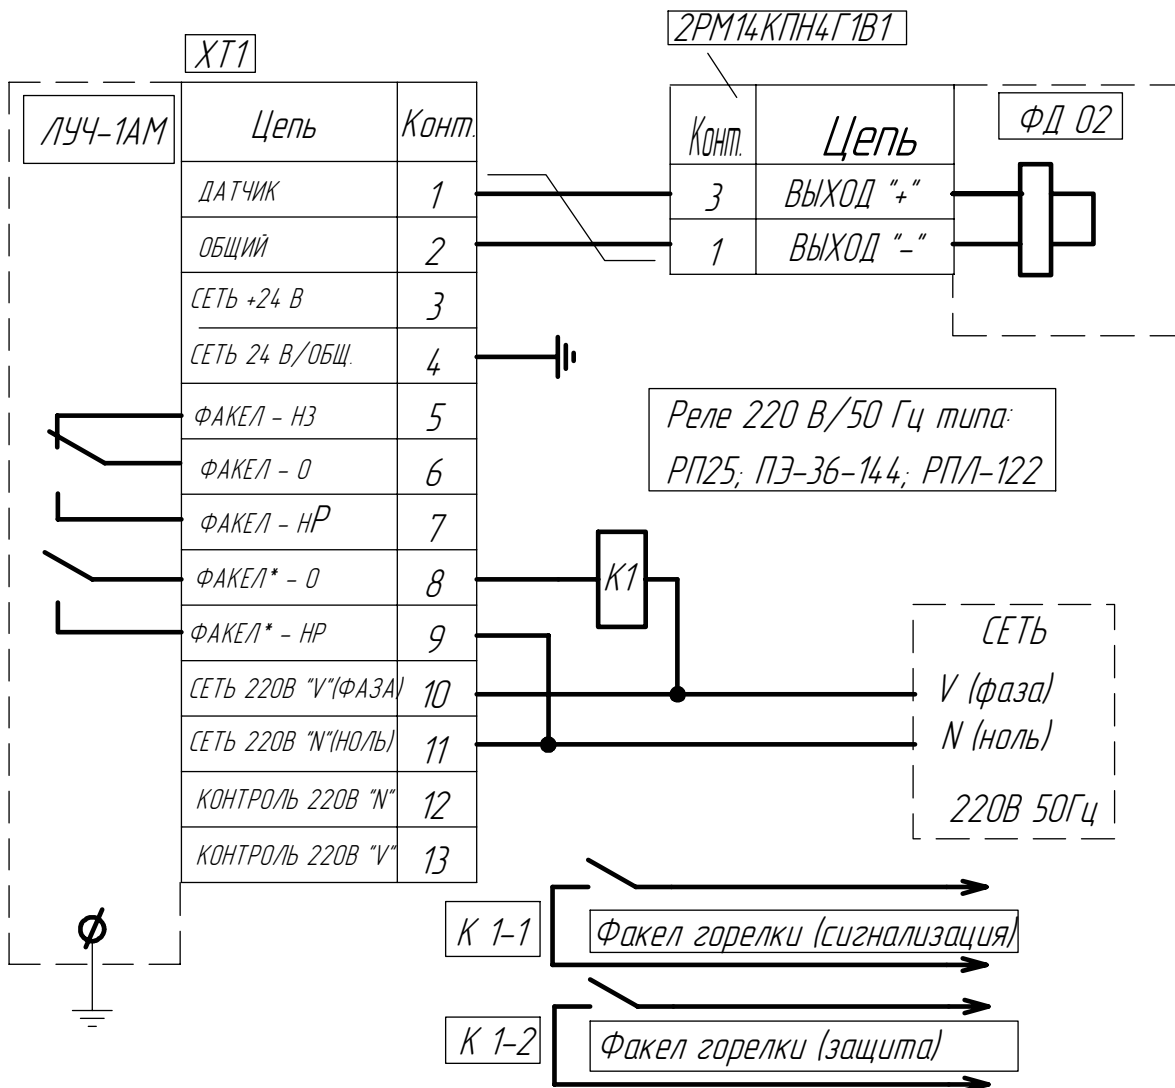 2РМ14КПН4Г1В1
ХТ1
ЛУЧ-1АМ
Цепь Конт.
ДАТЧИК 1
ОБЩИЙ 2
СЕТЬ +24 В 3
СЕТЬ 24 В/ОБЩ. 4
ФАКЕЛ - НЗ 5
ФАКЕЛ - О 6
ФАКЕЛ - НР 7
ФАКЕЛ* - О 8
ФАКЕЛ* - НР 9
СЕТЬ 220В "V"(ФАЗА) 10
СЕТЬ 220В "N"(НОЛЬ) 11
КОНТРОЛЬ 220В "N" 12
КОНТРОЛЬ 220В "V" 13
Конт. Цепь
3 ВЫХОД "+"
1 ВЫХОД "-"
ФД 02
Реле 220 В/50 Гц типа:
РП25; ПЭ-36-144; РПЛ-122
К1
СЕТЬ
V (фаза)
N (ноль)
220В 50Гц
К 1-1
Факел горелки (сигнализация)
К 1-2
Факел горелки (защита)